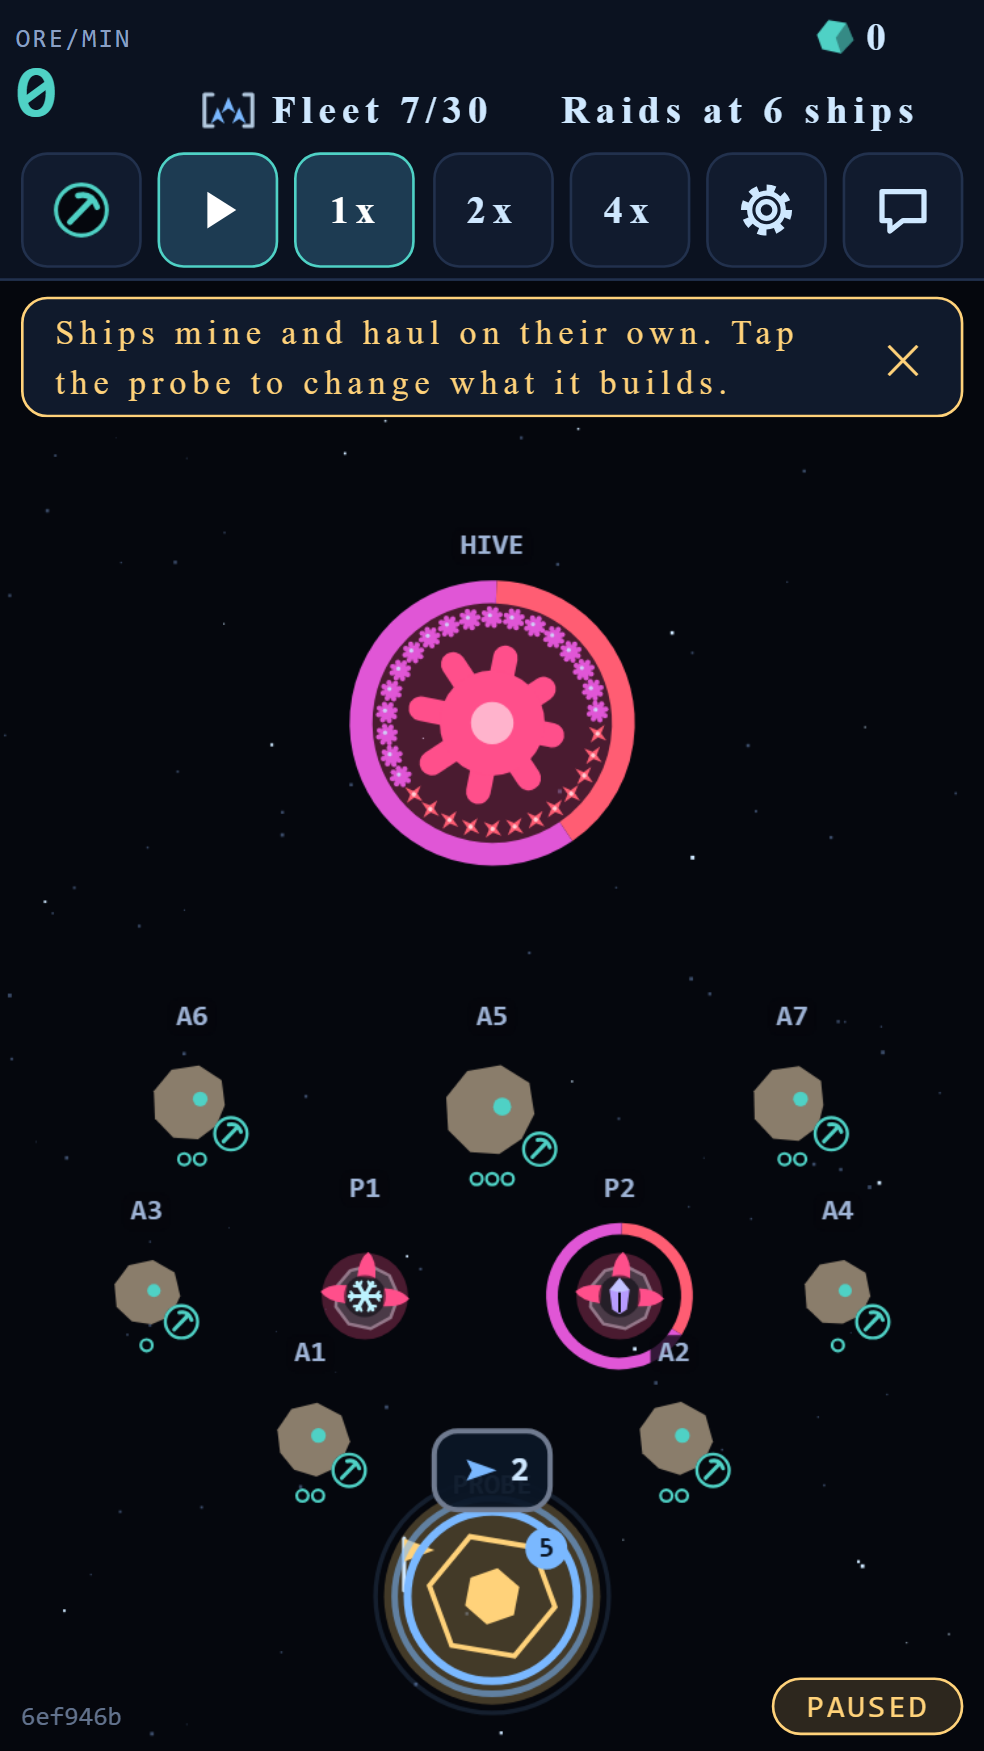 ORE/MIN
0
0
Fleet 7/30
Raids at 6 ships
1x
2x
4x
Ships mine and haul on their own. Tap
the probe to change what it builds.
HIVE
A6
A5
A7
A3
P1
P2
A4
A1
A2
2
PROBE
5
6ef946b
PAUSED